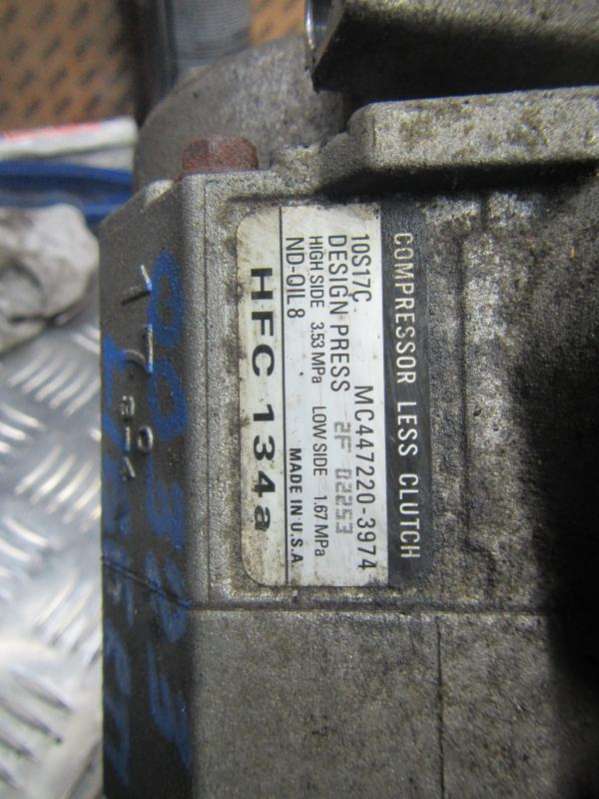 COMPRESSOR LESS CLUTCH
10S17C MC447220-3974
DESIGN PRESS 2F 02253
HIGH SIDE 3.53 MPa LOW SIDE 1.67 MPa
ND-OIL 8 MADE IN U.S.A.
HFC 134a